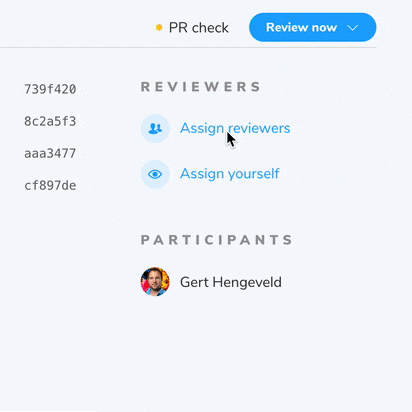 PR check
Review now
739f420
8c2a5f3
aaa3477
cf897de
REVIEWERS
Assign reviewers
Assign yourself
PARTICIPANTS
Gert Hengeveld